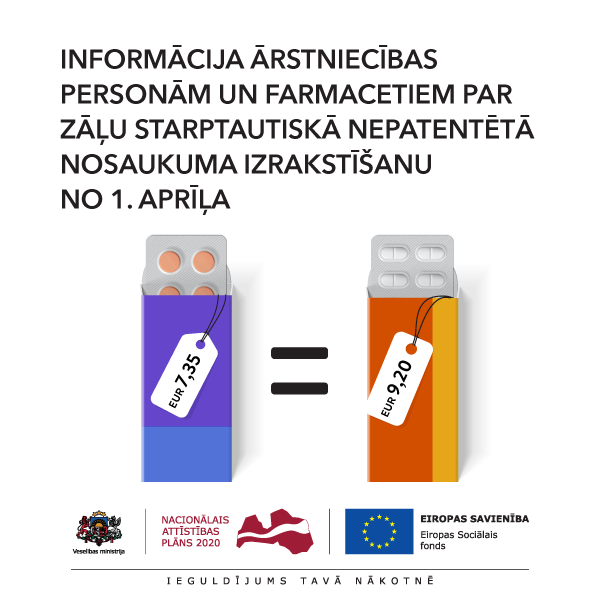 INFORMĀCIJA ĀRSTNIECĪBAS
PERSONĀM UN FARMACETIEM PAR
ZĀĻU STARPTAUTISKĀ NEPATENTĒTĀ
NOSAUKUMA IZRAKSTĪŠANU
NO 1. APRĪĻA
EUR 7,35
EUR 9,20
Veselības ministrija
NACIONĀLAIS
ATTĪSTĪBAS
PLĀNS 2020
EIROPAS SAVIENĪBA
Eiropas Sociālais
fonds
IEGULDĪJUMS TAVĀ NĀKOTNĒ